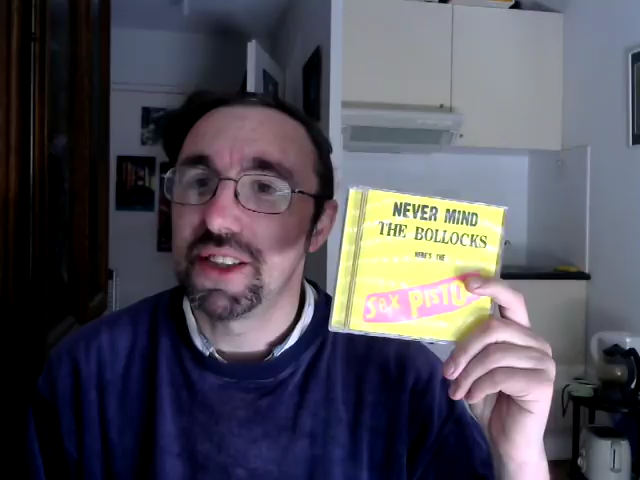 NEVER MIND
THE BOLLOCKS
HERE'S THE
Sex PISTO